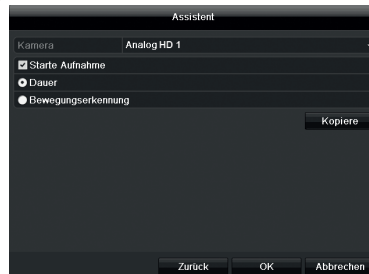 Assistent
Kamera Analog HD 1
Starte Aufnahme
Dauer
Bewegungserkennung
Kopiere
Zurück OK Abbrechen